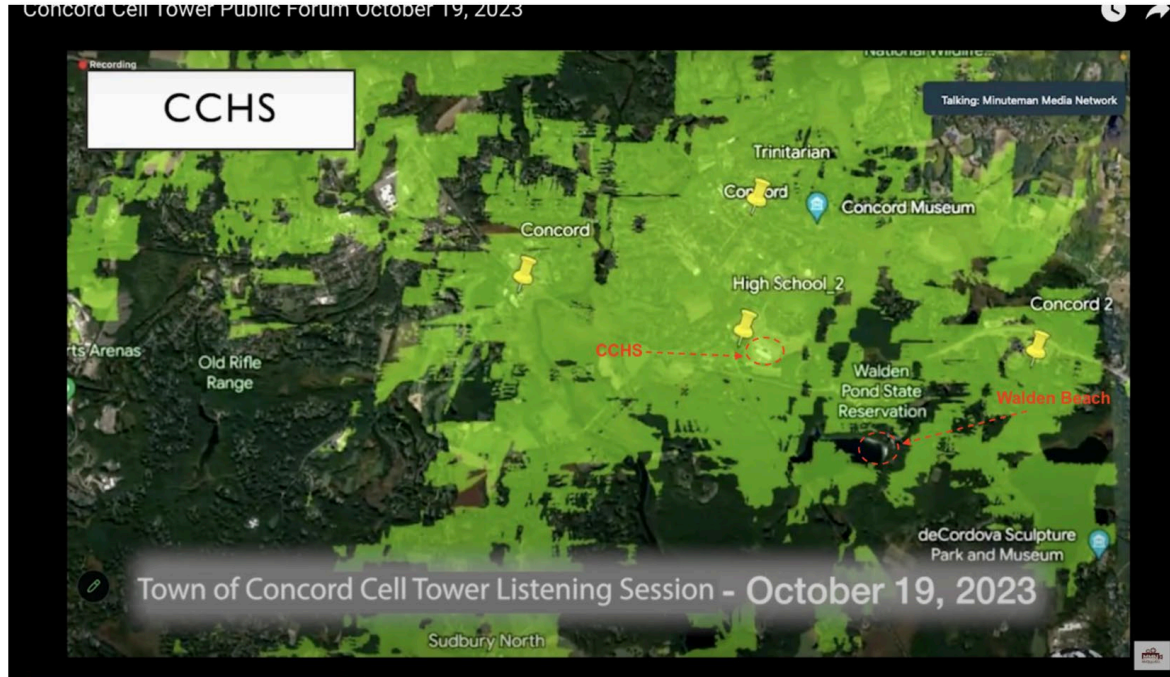 Concord Cell Tower Public Forum October 19, 2023
Recording
CCHS
Talking: Minuteman Media Network
Trinitarian
Concord
Concord Museum
Concord
High School_2
Concord 2
CCHS
rts Arenas
Old Rifle
Range
Walden
Pond State
Reservation
Walden Beach
deCordova Sculpture
Park and Museum
Town of Concord Cell Tower Listening Session - October 19, 2023
Sudbury North